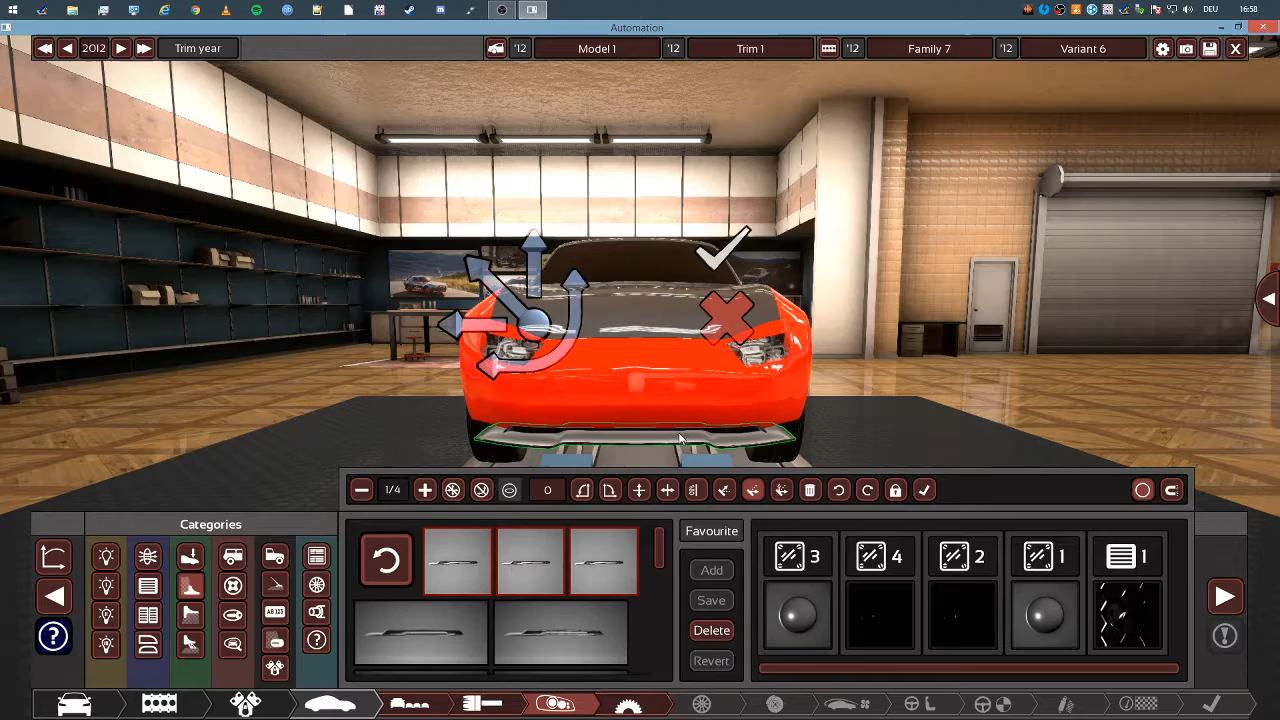 DEU 16:58
Automation
2012 Trim year '12 Model 1 '12 Trim 1 '12 Family 7 '12 Variant 6
1/4 0
Categories
AB 123
Favourite
Add
Save
Delete
Revert
3 4 2 1 1